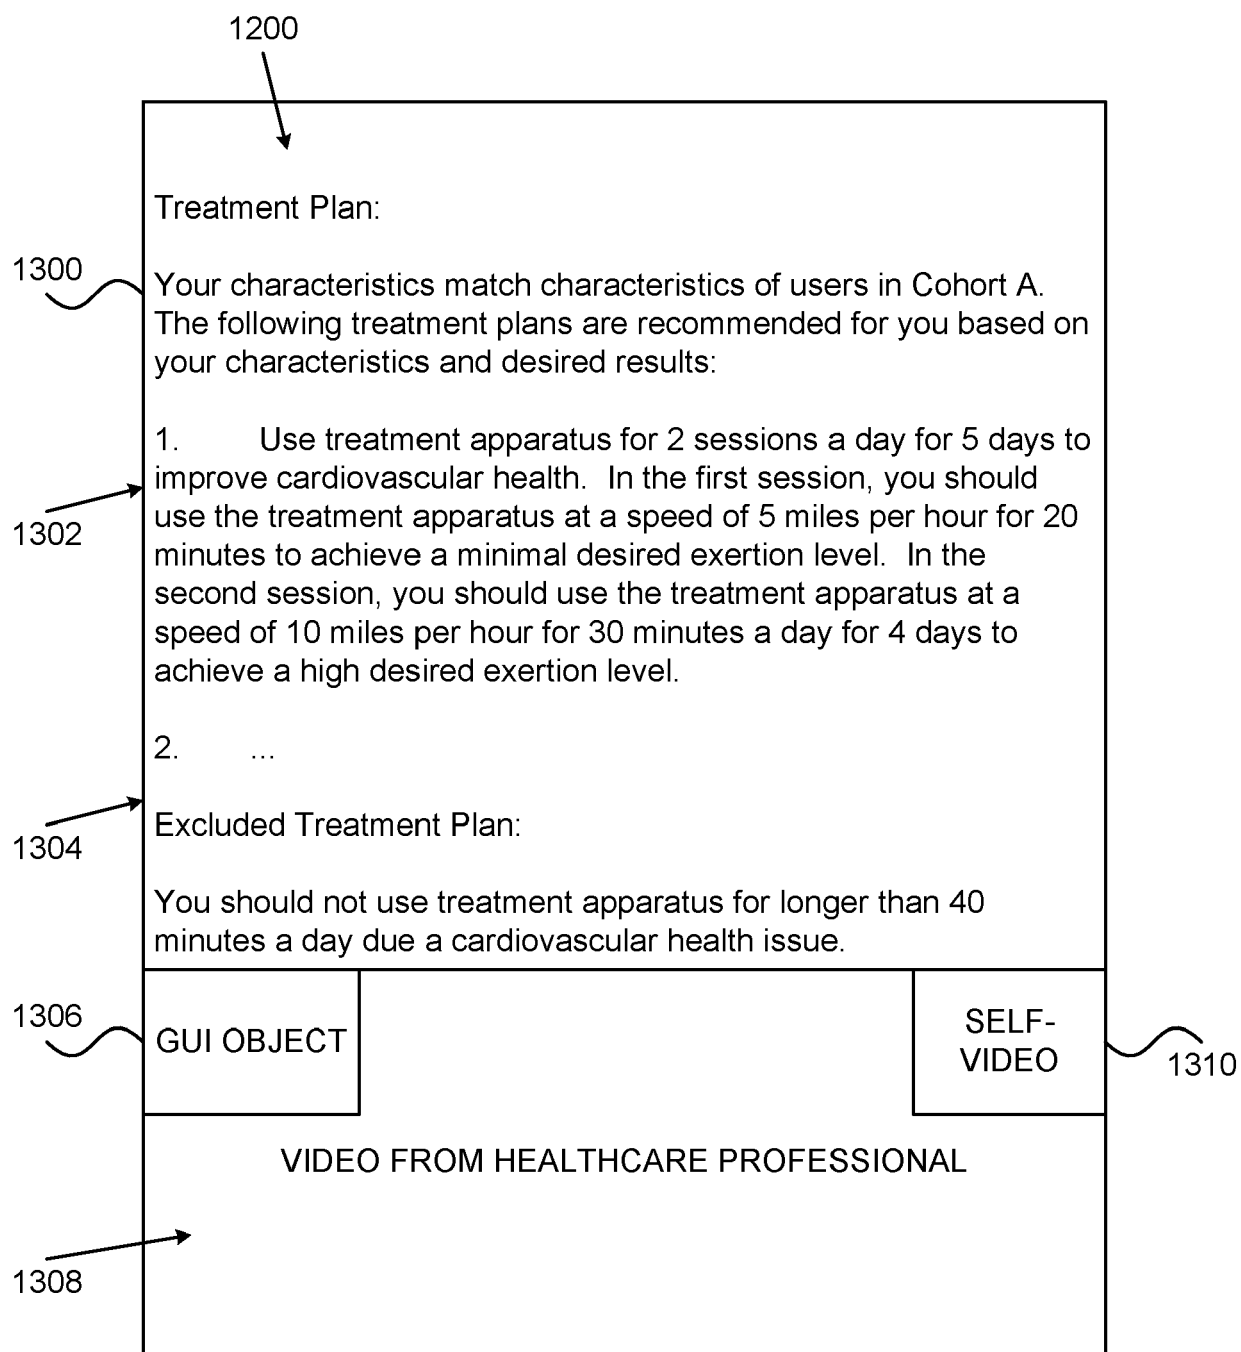 1200
Treatment Plan:
1300
Your characteristics match characteristics of users in Cohort A.
The following treatment plans are recommended for you based on
your characteristics and desired results:
1. Use treatment apparatus for 2 sessions a day for 5 days to
improve cardiovascular health. In the first session, you should
1302
use the treatment apparatus at a speed of 5 miles per hour for 20
minutes to achieve a minimal desired exertion level. In the
second session, you should use the treatment apparatus at a
speed of 10 miles per hour for 30 minutes a day for 4 days to
achieve a high desired exertion level.
2. ...
1304
Excluded Treatment Plan:
You should not use treatment apparatus for longer than 40
minutes a day due a cardiovascular health issue.
1306
GUI OBJECT
SELF-
VIDEO
1310
VIDEO FROM HEALTHCARE PROFESSIONAL
1308